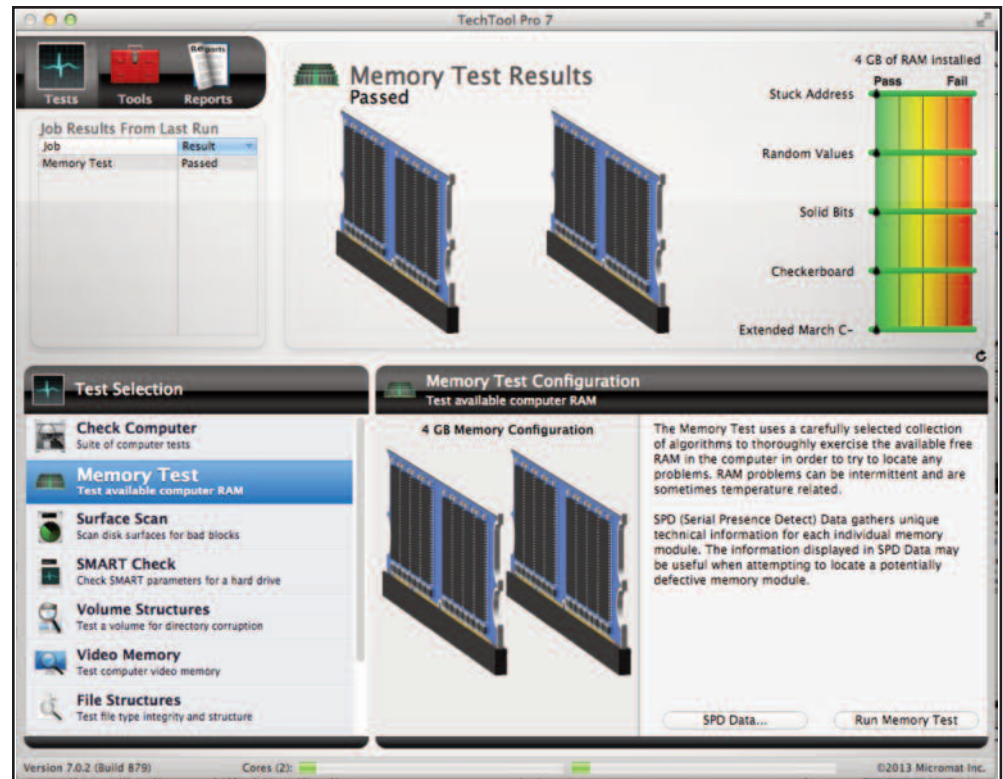 TechTool Pro 7
Tests
Tools
Reports
Reports
Job Results From Last Run
Job Result
Memory Test Passed
Memory Test Results
Passed
4 GB of RAM installed
Pass Fail
Stuck Address
Random Values
Solid Bits
Checkerboard
Extended March C-
Test Selection
Check Computer
Suite of computer tests
Memory Test
Test available computer RAM
Surface Scan
Scan disk surfaces for bad blocks
SMART Check
Check SMART parameters for a hard drive
Volume Structures
Test a volume for directory corruption
Video Memory
Test computer video memory
File Structures
Test file type integrity and structure
Memory Test Configuration
Test available computer RAM
4 GB Memory Configuration
The Memory Test uses a carefully selected collection
of algorithms to thoroughly exercise the available free
RAM in the computer in order to try to locate any
problems. RAM problems can be intermittent and are
sometimes temperature related.
SPD (Serial Presence Detect) Data gathers unique
technical information for each individual memory
module. The information displayed in SPD Data may
be useful when attempting to locate a potentially
defective memory module.
SPD Data...
Run Memory Test
Version 7.0.2 (Build 879)
Cores (2):
©2013 Micromat Inc.